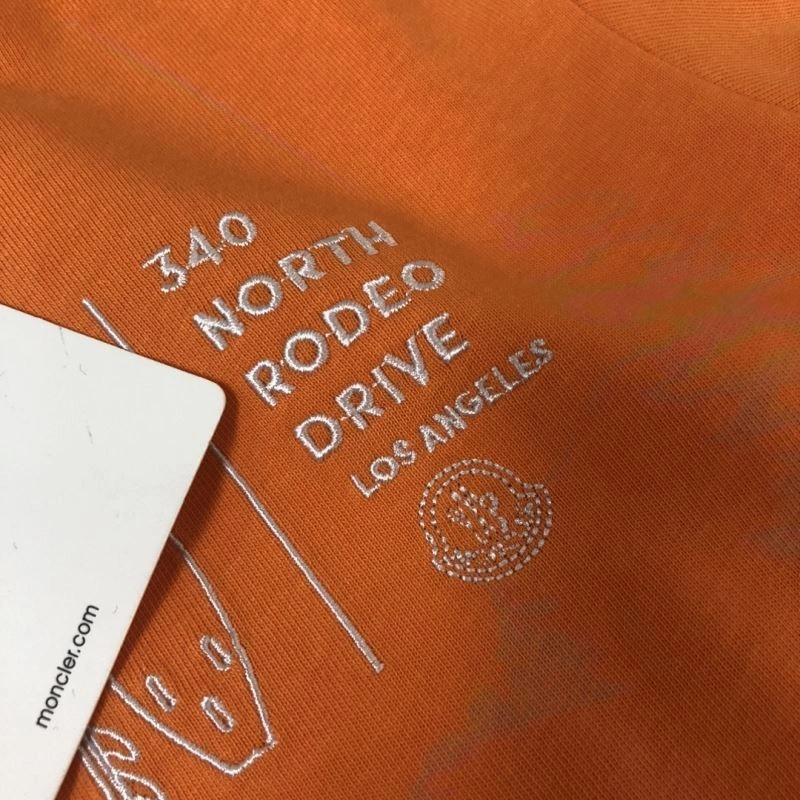 340
NORTH
RODEO
DRIVE
LOS ANGELES
moncler.com